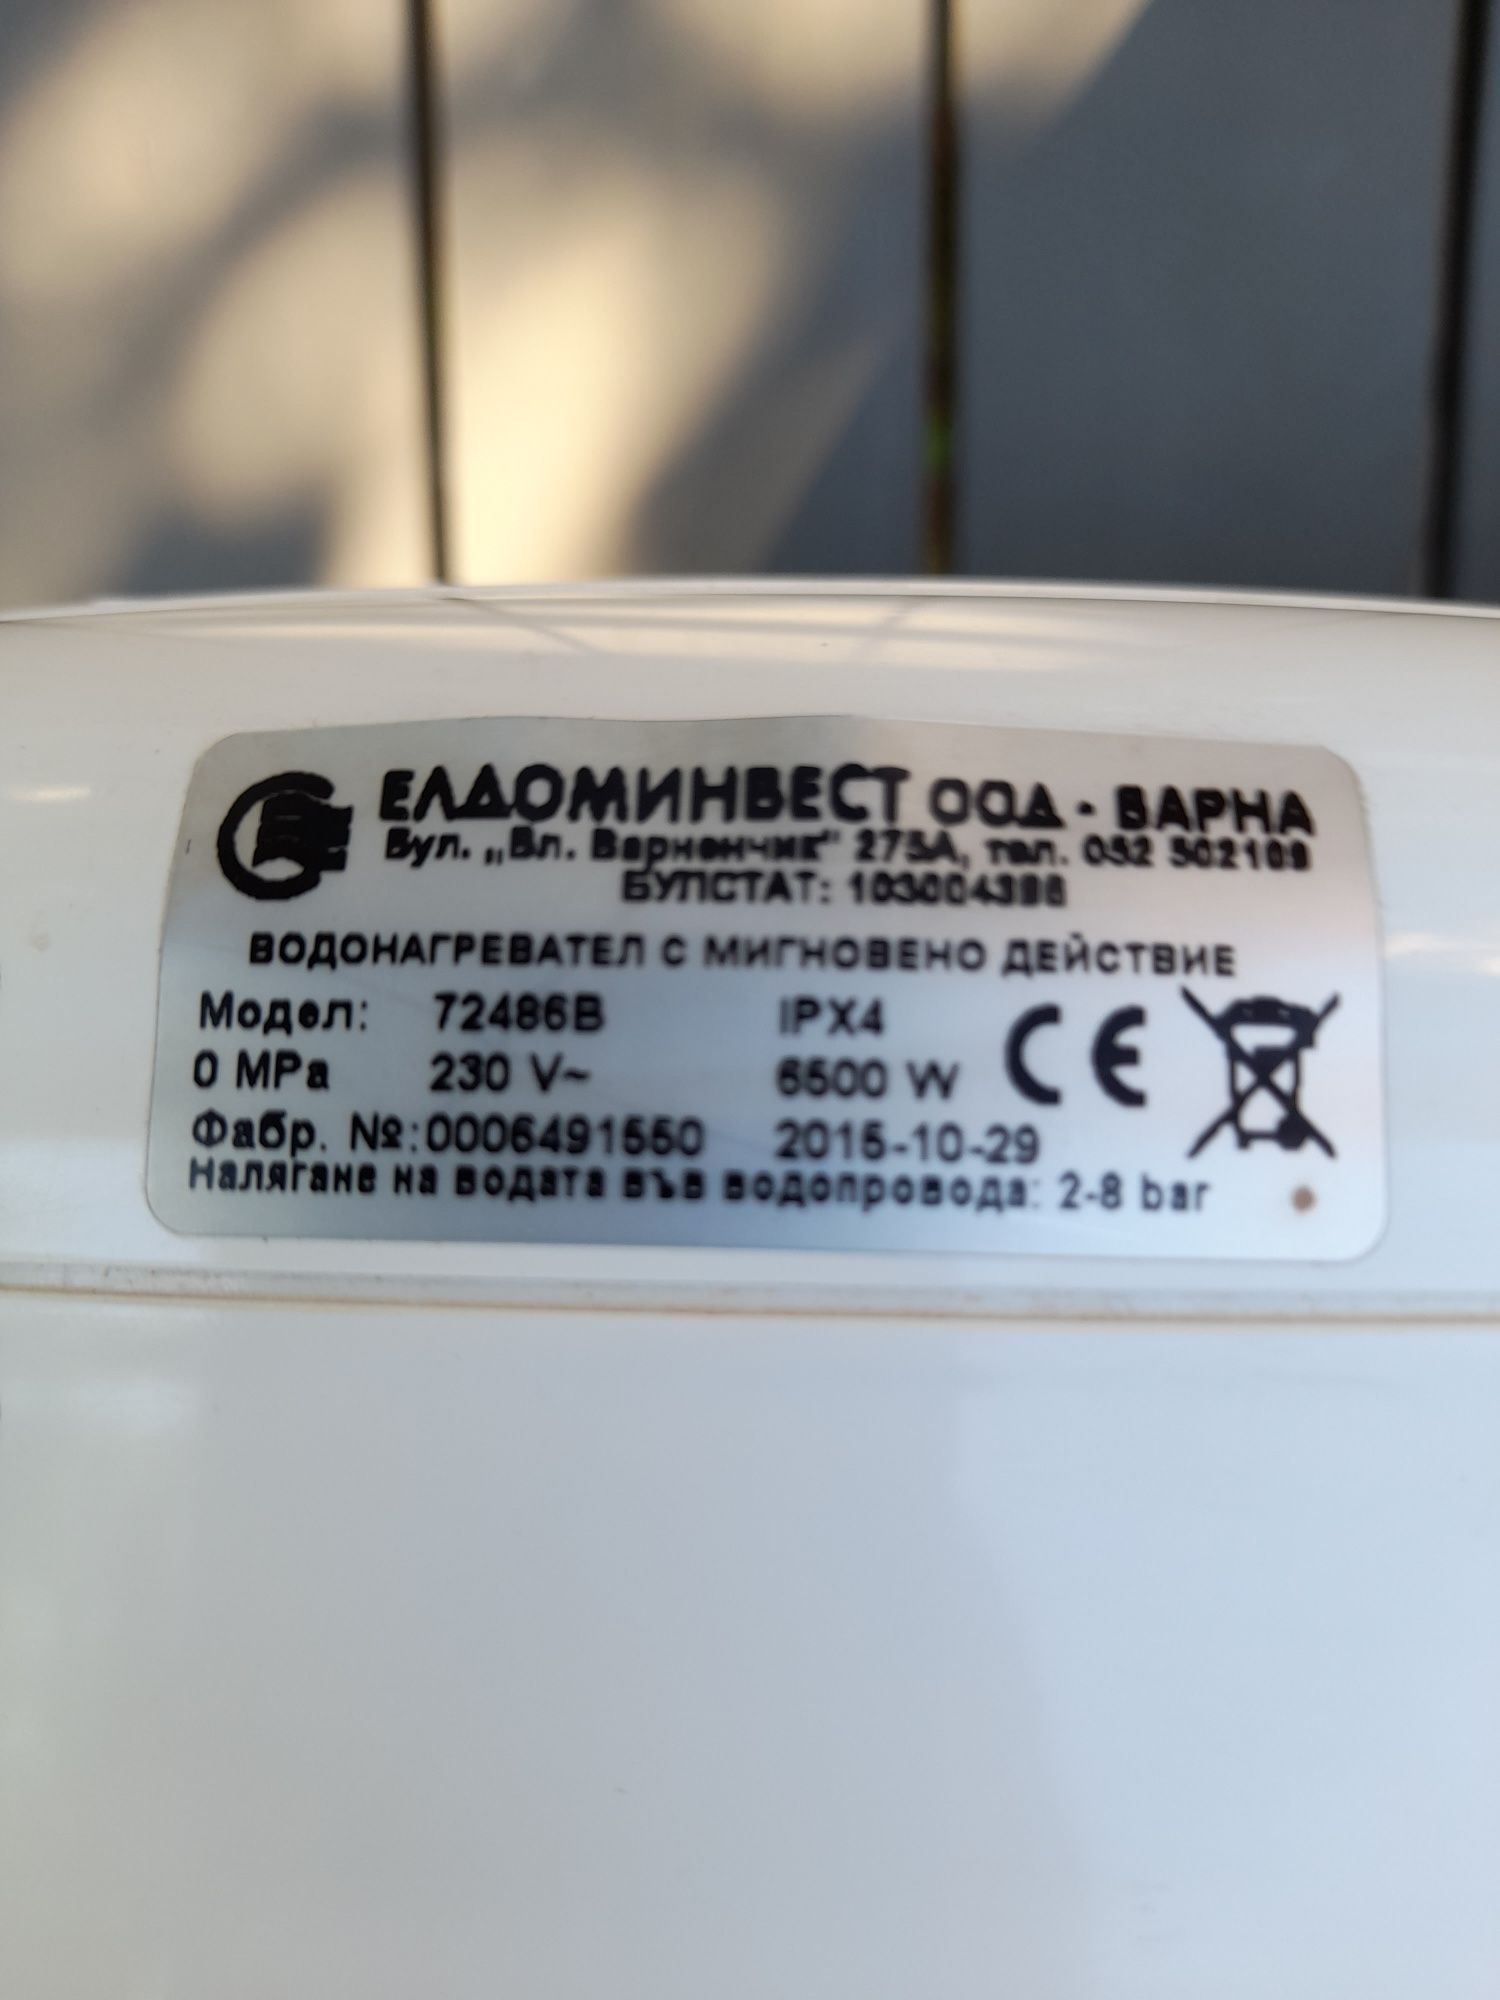 ЕЛДОМИНВЕСТ ООД - ВАРНА
Бул. „Вл. Варненчик" 275А, тел. 052 502109
БУЛСТАТ:
ВОДОНАГРЕВАТЕЛ С МИГНОВЕНО ДЕЙСТВИЕ
Модел: 72486B IPX4 CE
0 MPa 230 V~ 6500 W
Фабр. №:0006491550 2015-10-29
Налягане на водата във водопровода: 2-8 bar